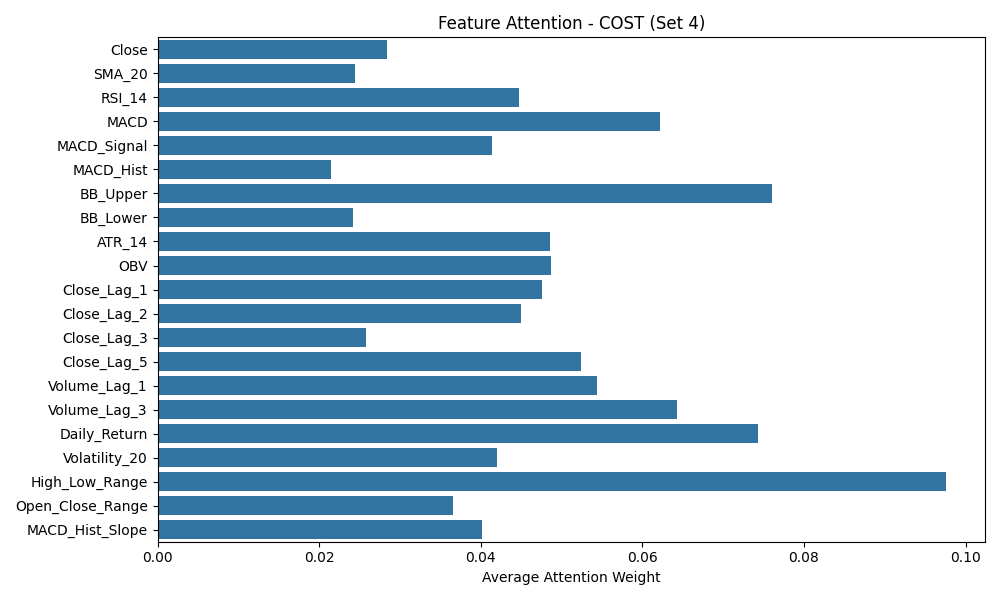 Feature Attention - COST (Set 4)
Close
SMA_20
RSI_14
MACD
MACD_Signal
MACD_Hist
BB_Upper
BB_Lower
ATR_14
OBV
Close_Lag_1
Close_Lag_2
Close_Lag_3
Close_Lag_5
Volume_Lag_1
Volume_Lag_3
Daily_Return
Volatility_20
High_Low_Range
Open_Close_Range
MACD_Hist_Slope
0.00 0.02 0.04 0.06 0.08 0.10
Average Attention Weight